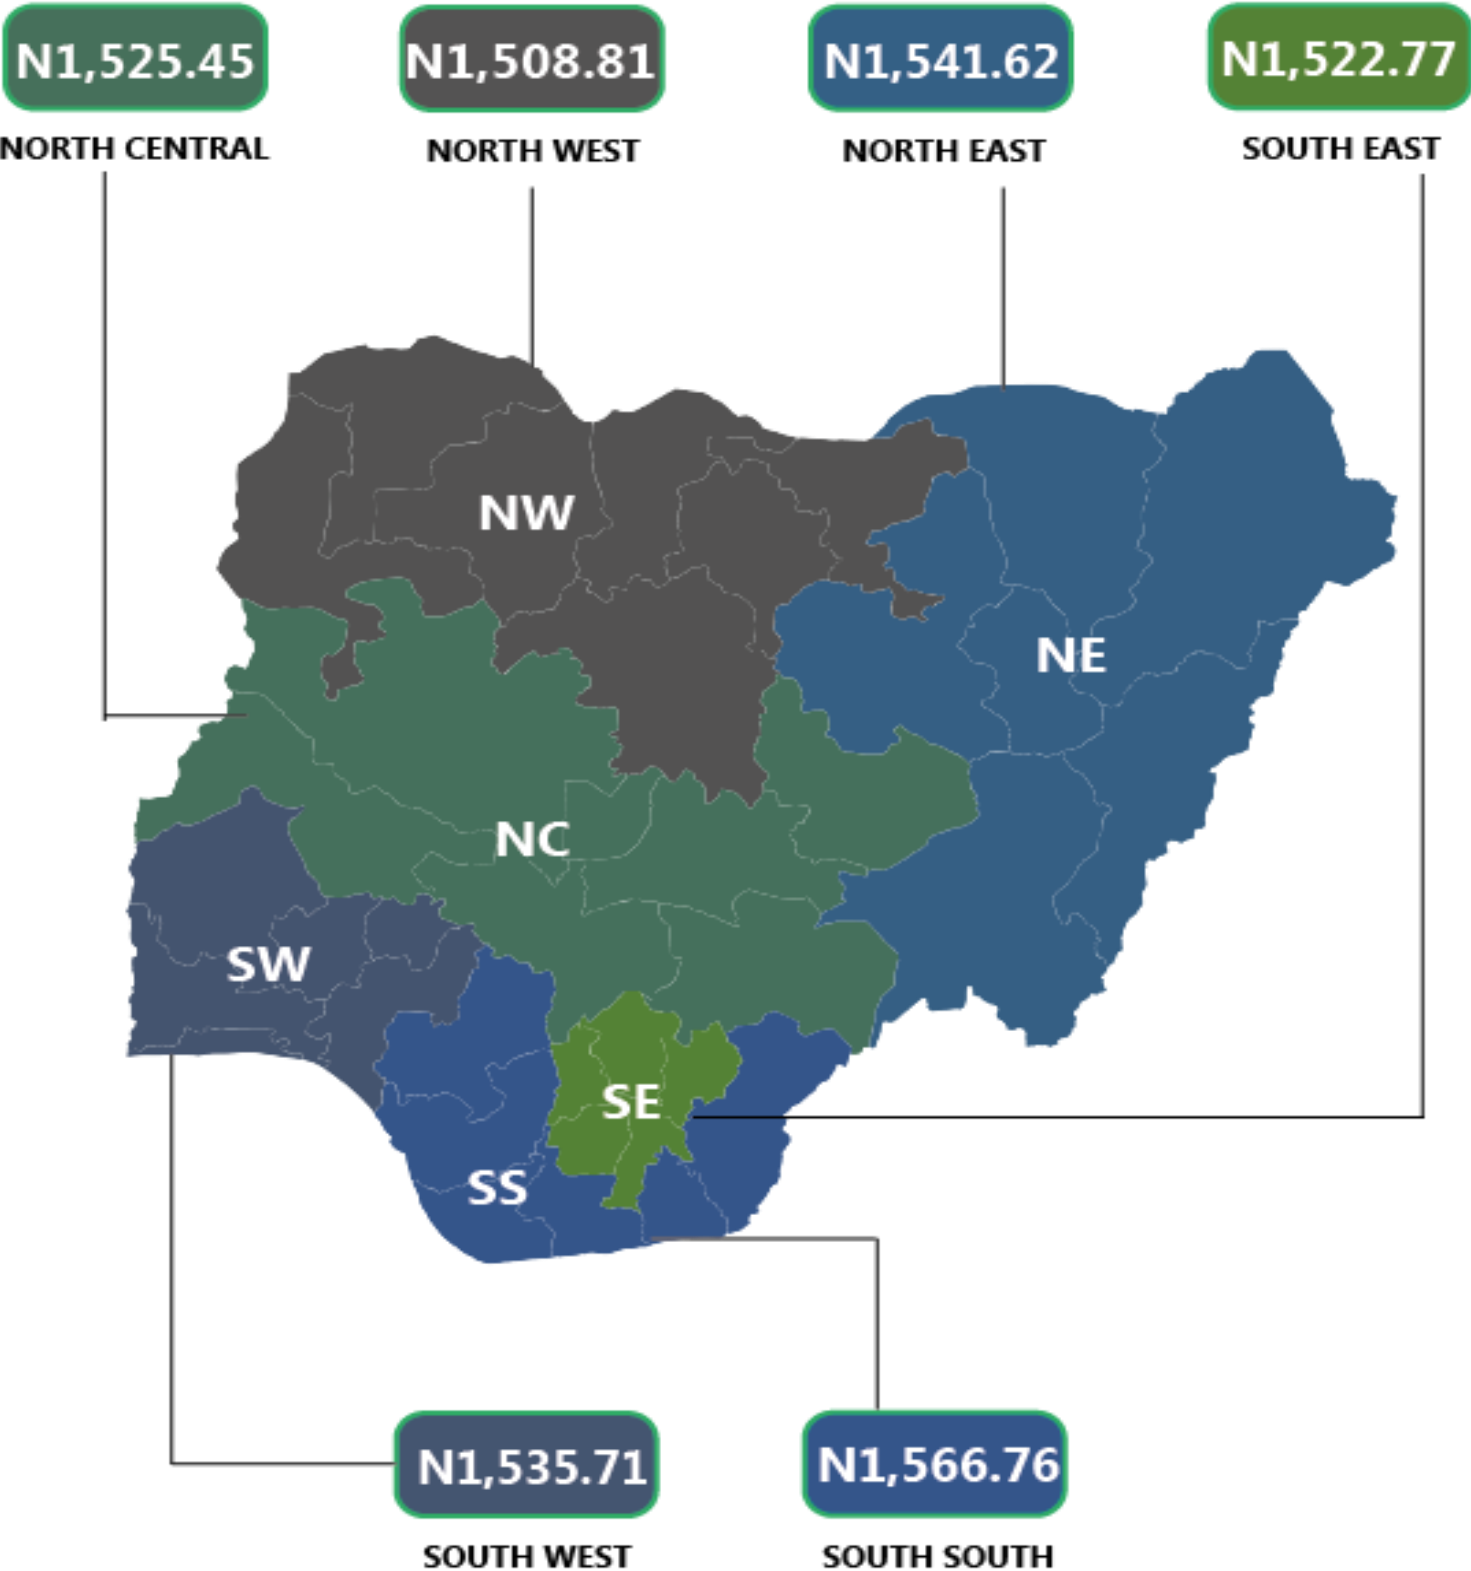 N1,525.45
N1,508.81
N1,541.62
N1,522.77
NORTH CENTRAL
NORTH WEST
NORTH EAST
SOUTH EAST
NW
NE
NC
SW
SE
SS
N1,535.71
N1,566.76
SOUTH WEST
SOUTH SOUTH